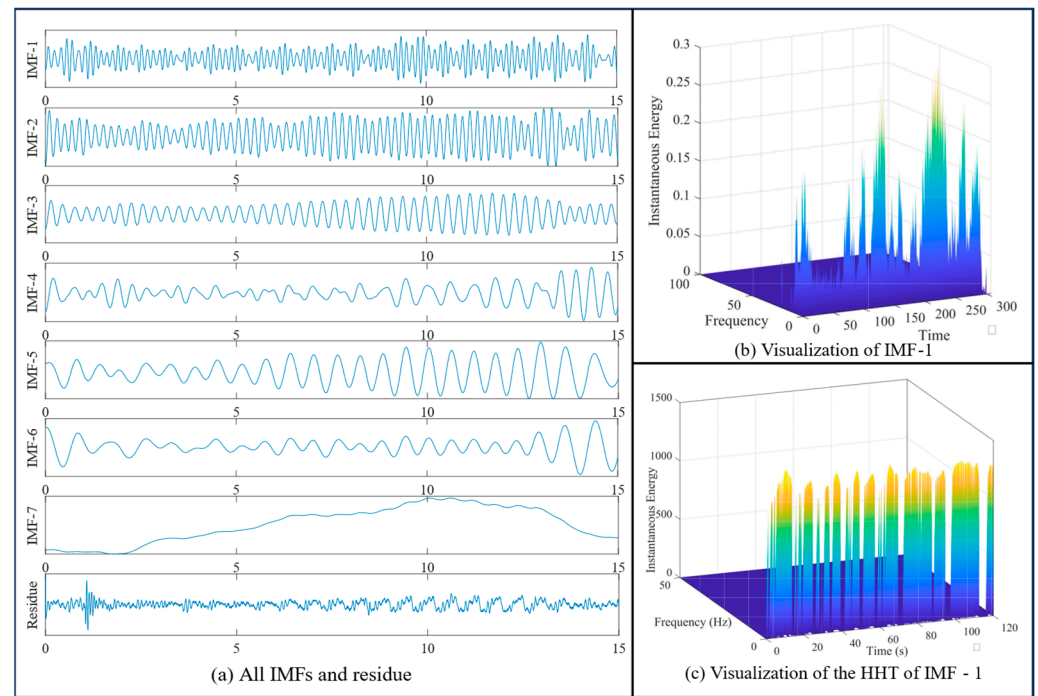 IMF-1
0 5 10 15
IMF-2
0 5 10 15
IMF-3
0 5 10 15
IMF-4
0 5 10 15
IMF-5
0 5 10 15
IMF-6
0 5 10 15
IMF-7
0 5 10 15
Residue
0 5 10 15
(a) All IMFs and residue
0.3
0.25
0.2
0.15
0.1
0.05
0
Instantaneous Energy
100
50
0
Frequency
0 50 100 150 200 250 300
Time
(b) Visualization of IMF-1
1500
1000
500
0
Instantaneous Energy
50
0
Frequency (Hz)
0 20 40 60 80 100 120
Time (s)
(c) Visualization of the HHT of IMF - 1